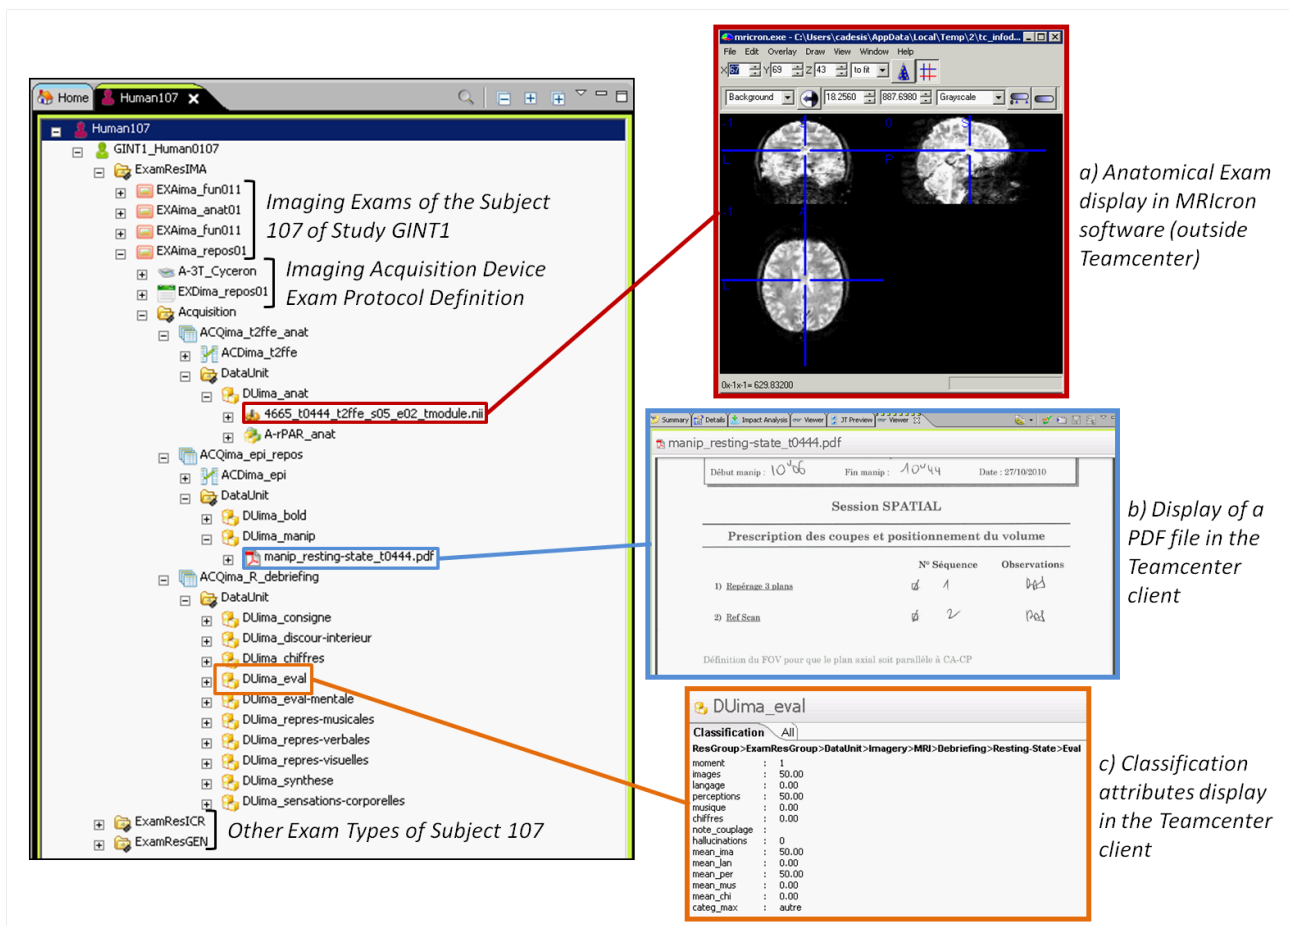 Home
Human107
Human107
GINT1_Human0107
ExamResIMA
EXAima_fun011
EXAima_anat01
EXAima_fun011
EXAima_repos01
Imaging Exams of the Subject
107 of Study GINT1
A-3T_Cyceron
EXDima_repos01
Imaging Acquisition Device
Exam Protocol Definition
Acquisition
ACQima_t2ffe_anat
ACDima_t2ffe
DataUnit
DUima_anat
4665_t0444_t2ffe_s05_e02_tmodule.nii
A-rPAR_anat
ACQima_epi_repos
ACDima_epi
DataUnit
DUima_bold
DUima_manip
manip_resting-state_t0444.pdf
ACQima_R_debriefing
DataUnit
DUima_consigne
DUima_discour-interieur
DUima_chiffres
DUima_eval
DUima_eval-mentale
DUima_repres-musicales
DUima_repres-verbales
DUima_repres-visuelles
DUima_synthese
DUima_sensations-corporelles
ExamResICR
ExamResGEN
Other Exam Types of Subject 107
mricron.exe - C:\Users\cadesis\AppData\Local\Temp\2\tc_infod...
File Edit Overlay Draw View Window Help
X 67 Y 69 Z 43 to fit
Background 18.2560 887.6980 Grayscale
0x-1x-1= 629.83200
a) Anatomical Exam
display in MRIcron
software (outside
Teamcenter)
Summary Details Impact Analysis Viewer JT Preview Viewer
manip_resting-state_t0444.pdf
Début manip : 10h06 Fin manip : 10h44 Date : 27/10/2010
Session SPATIAL
Prescription des coupes et positionnement du volume
N° Séquence Observations
1) Repérage 3 plans 1
2) Ref Scan 2
Définition du FOV pour que le plan axial soit parallèle à CA-CP
b) Display of a
PDF file in the
Teamcenter
client
DUima_eval
Classification All
ResGroup>ExamResGroup>DataUnit>Imagery>MRI>Debriefing>Resting-State>Eval
moment : 1
images : 50.00
langage : 0.00
perceptions : 50.00
musique : 0.00
chiffres : 0.00
note_couplage :
hallucinations : 0
mean_ima : 50.00
mean_lan : 0.00
mean_per : 50.00
mean_mus : 0.00
mean_chi : 0.00
categ_max : autre
c) Classification
attributes display
in the Teamcenter
client